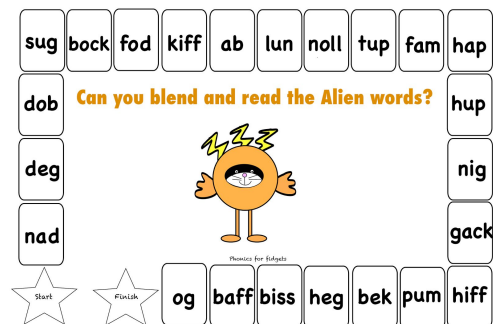 sug bock fod kiff ab lun noll tup fam hap
dob
Can you blend and read the Alien words?
hup
deg
nig
nad
gack
Phonics for fidgets
Start
Finish
og baff biss heg bek pum hiff